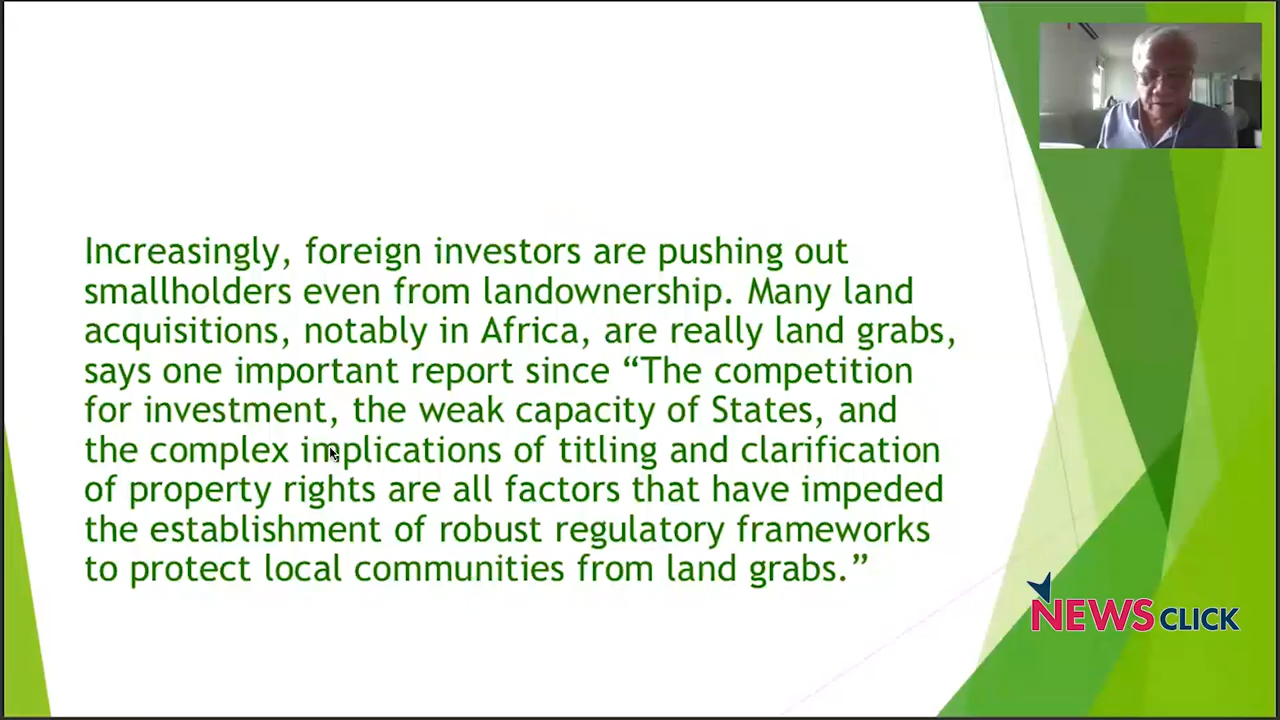 Increasingly, foreign investors are pushing out
smallholders even from landownership. Many land
acquisitions, notably in Africa, are really land grabs,
says one important report since “The competition
for investment, the weak capacity of States, and
the complex implications of titling and clarification
of property rights are all factors that have impeded
the establishment of robust regulatory frameworks
to protect local communities from land grabs.”
NEWSCLICK